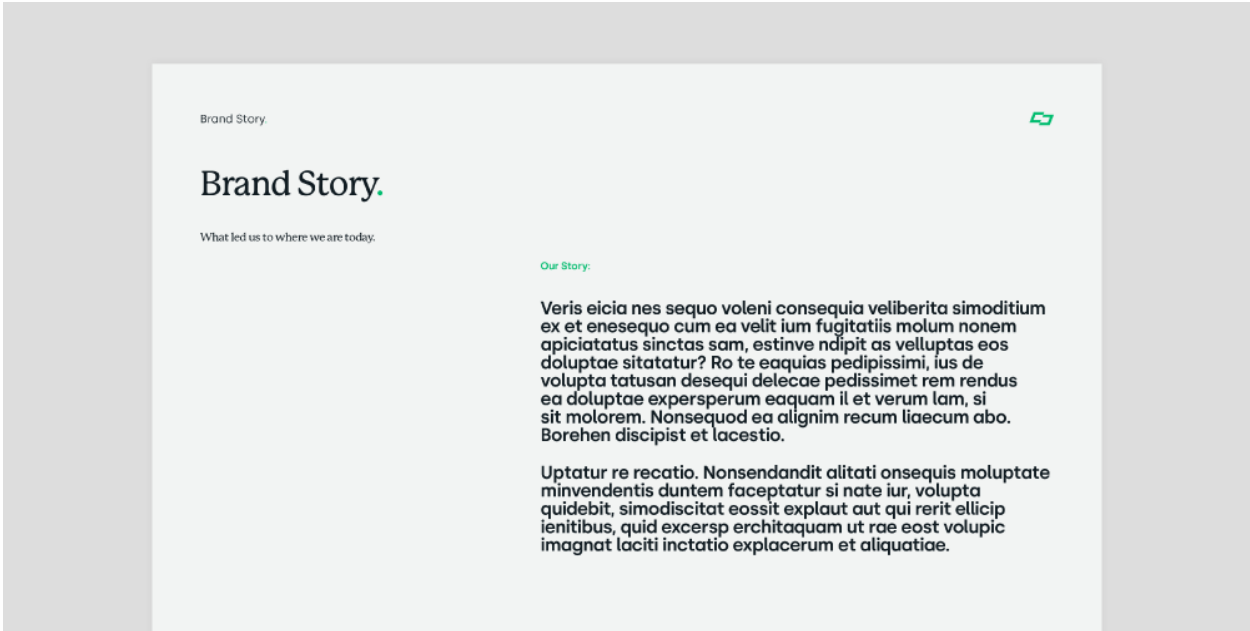 Brand Story.
Brand Story.
What led us to where we are today.
Our Story:
Veris eicia nes sequo voleni consequia veliberita simoditium
ex et enesequo cum ea velit ium fugitatiis molum nonem
apiciatatus sinctas sam, estinve ndipit as velluptas eos
doluptae sitatatur? Ro te eaquias pedipissimi, ius de
volupta tatusan desequi delecae pedissimet rem rendus
ea doluptae expersperum eaquam il et verum lam, si
sit molorem. Nonsequod ea alignim recum liaecum abo.
Borehen discipist et lacestio.
Uptatur re recatio. Nonsendandit alitati onsequis moluptate
minvendentis duntem faceptatur si nate iur, volupta
quidebit, simodiscitat eossit explaut aut qui rerit ellicip
ienitibus, quid excersp erchitaquam ut rae eost volupic
imagnat laciti inctatio explacerum et aliquatiae.